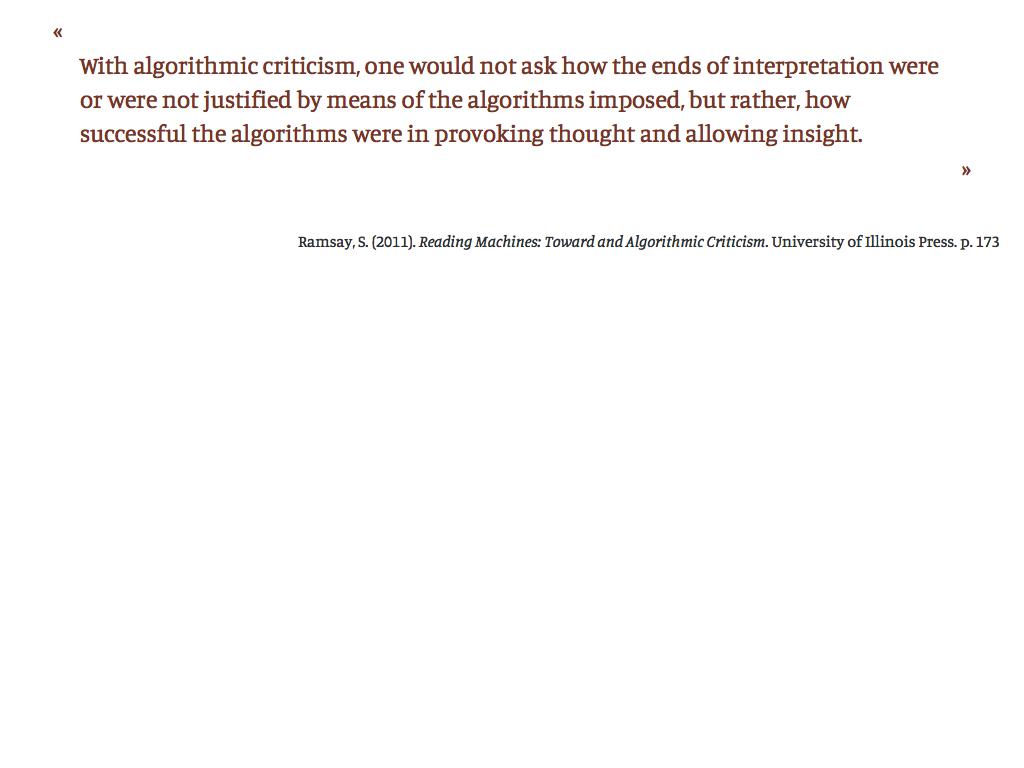 «
With algorithmic criticism, one would not ask how the ends of interpretation were
or were not justified by means of the algorithms imposed, but rather, how
successful the algorithms were in provoking thought and allowing insight.
»
Ramsay, S. (2011). Reading Machines: Toward and Algorithmic Criticism. University of Illinois Press. p. 173